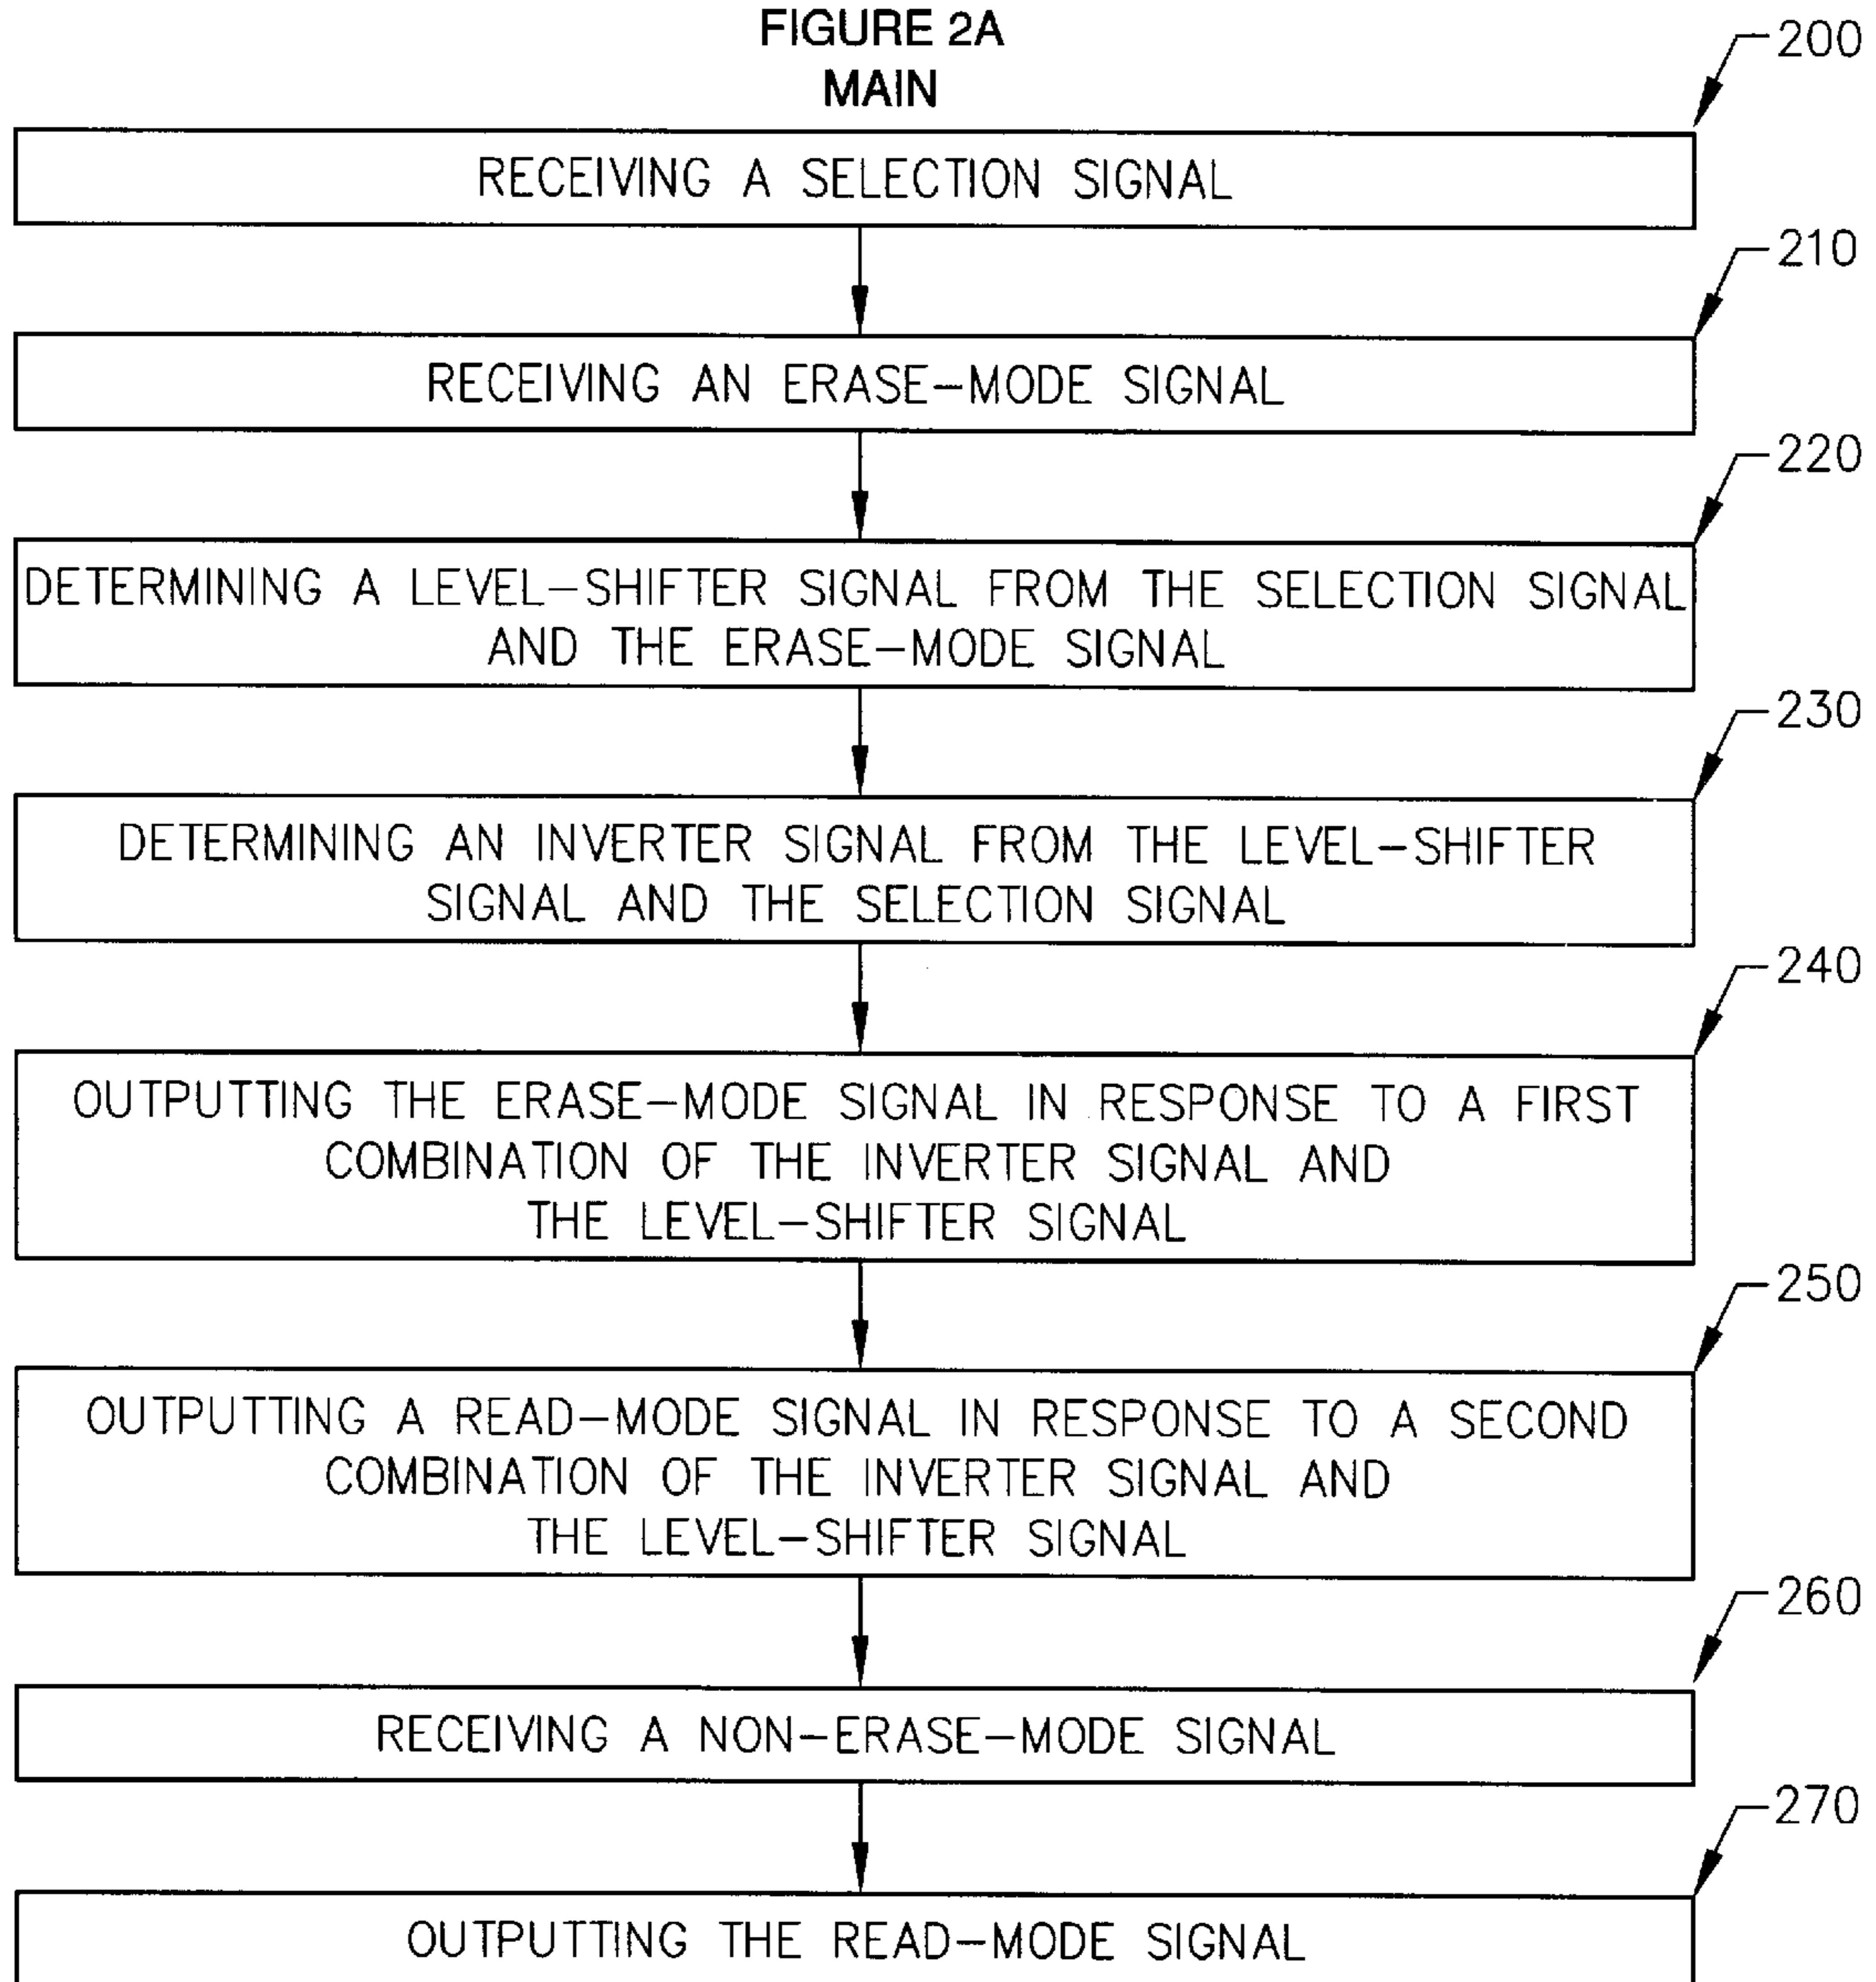 FIGURE 2A
MAIN
200
RECEIVING A SELECTION SIGNAL
210
RECEIVING AN ERASE-MODE SIGNAL
220
DETERMINING A LEVEL-SHIFTER SIGNAL FROM THE SELECTION SIGNAL
AND THE ERASE-MODE SIGNAL
230
DETERMINING AN INVERTER SIGNAL FROM THE LEVEL-SHIFTER
SIGNAL AND THE SELECTION SIGNAL
240
OUTPUTTING THE ERASE-MODE SIGNAL IN RESPONSE TO A FIRST
COMBINATION OF THE INVERTER SIGNAL AND
THE LEVEL-SHIFTER SIGNAL
250
OUTPUTTING A READ-MODE SIGNAL IN RESPONSE TO A SECOND
COMBINATION OF THE INVERTER SIGNAL AND
THE LEVEL-SHIFTER SIGNAL
260
RECEIVING A NON-ERASE-MODE SIGNAL
270
OUTPUTTING THE READ-MODE SIGNAL